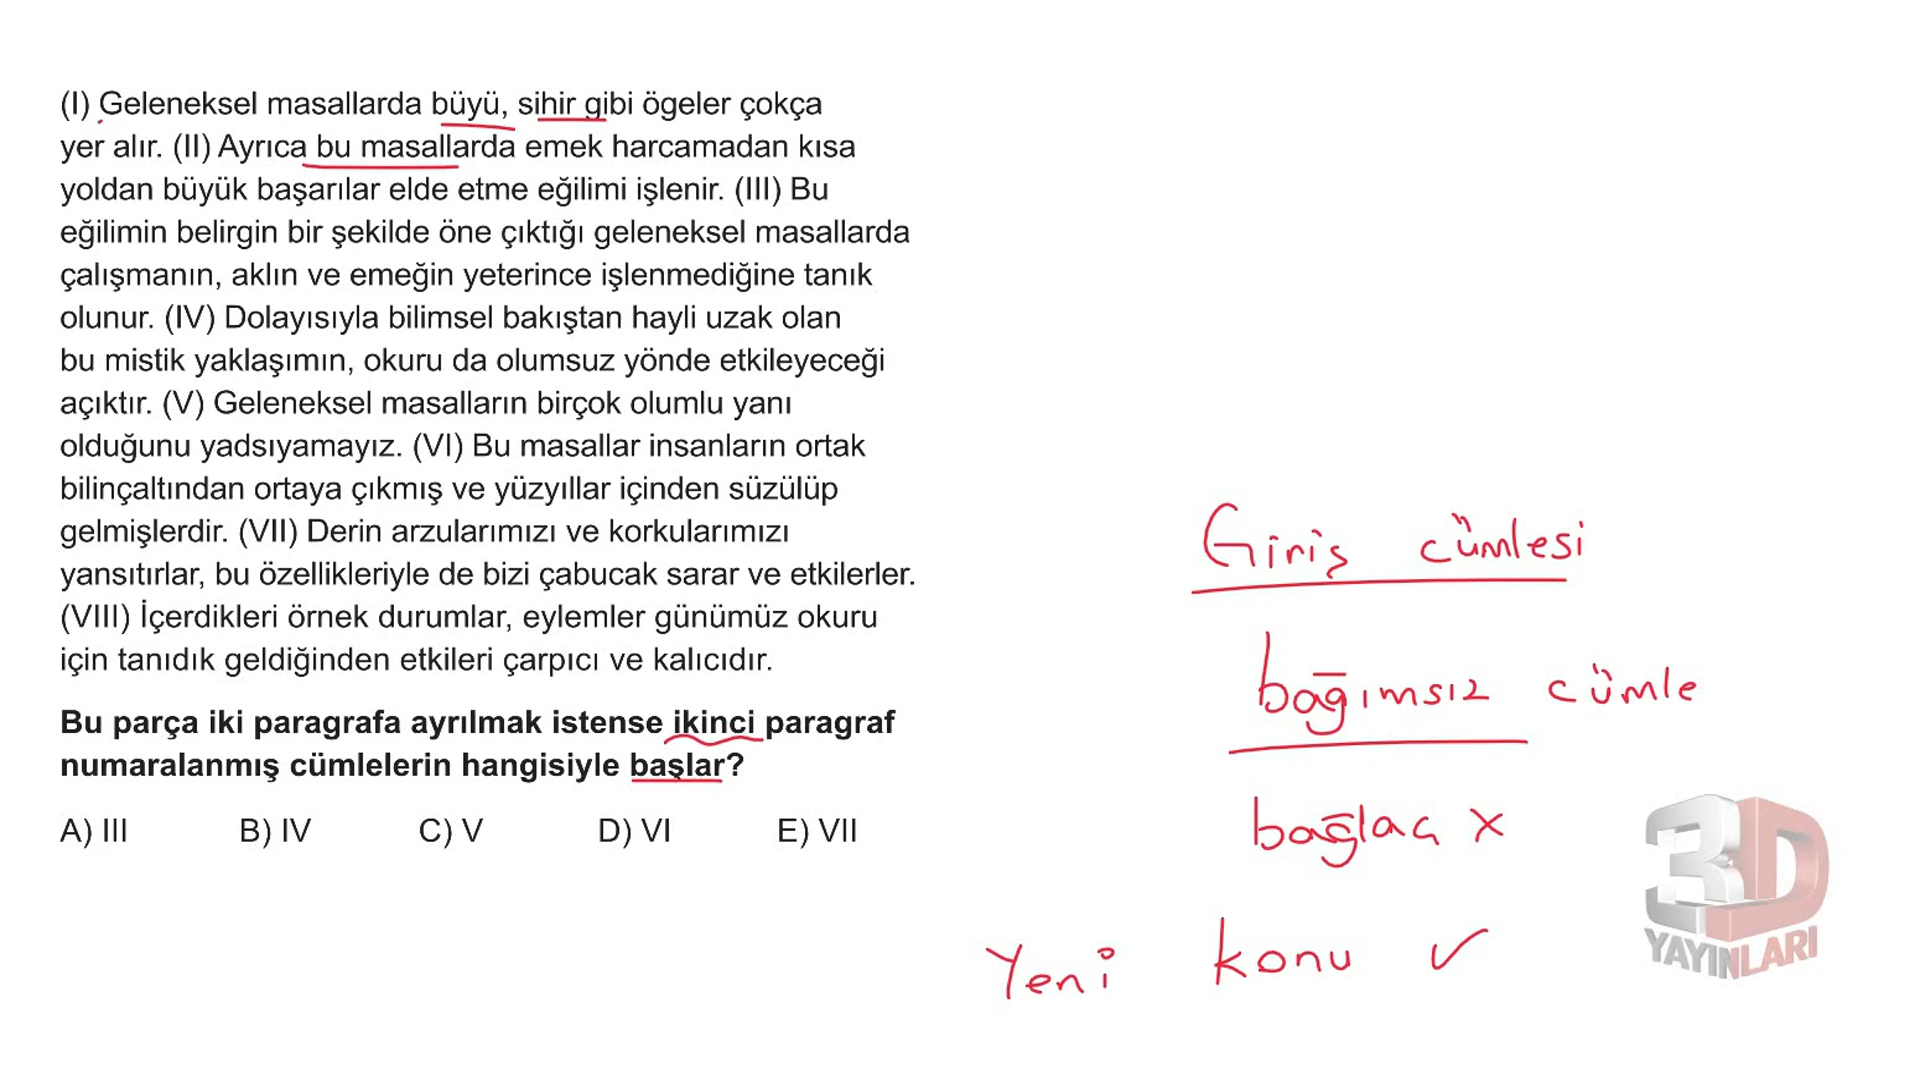 (I) Geleneksel masallarda büyü, sihir gibi ögeler çokça
yer alır. (II) Ayrıca bu masallarda emek harcamadan kısa
yoldan büyük başarılar elde etme eğilimi işlenir. (III) Bu
eğilimin belirgin bir şekilde öne çıktığı geleneksel masallarda
çalışmanın, aklın ve emeğin yeterince işlenmediğine tanık
olunur. (IV) Dolayısıyla bilimsel bakıştan hayli uzak olan
bu mistik yaklaşımın, okuru da olumsuz yönde etkileyeceği
açıktır. (V) Geleneksel masalların birçok olumlu yanı
olduğunu yadsıyamayız. (VI) Bu masallar insanların ortak
bilinçaltından ortaya çıkmış ve yüzyıllar içinden süzülüp
gelmişlerdir. (VII) Derin arzularımızı ve korkularımızı
yansıtırlar, bu özellikleriyle de bizi çabucak sarar ve etkilerler.
(VIII) İçerdikleri örnek durumlar, eylemler günümüz okuru
için tanıdık geldiğinden etkileri çarpıcı ve kalıcıdır.
Bu parça iki paragrafa ayrılmak istense ikinci paragraf
numaralanmış cümlelerin hangisiyle başlar?
A) III B) IV C) V D) VI E) VII
Giriş cümlesi
bağımsız cümle
bağlaç x
Yeni konu ✓
3D
YAYINLARI